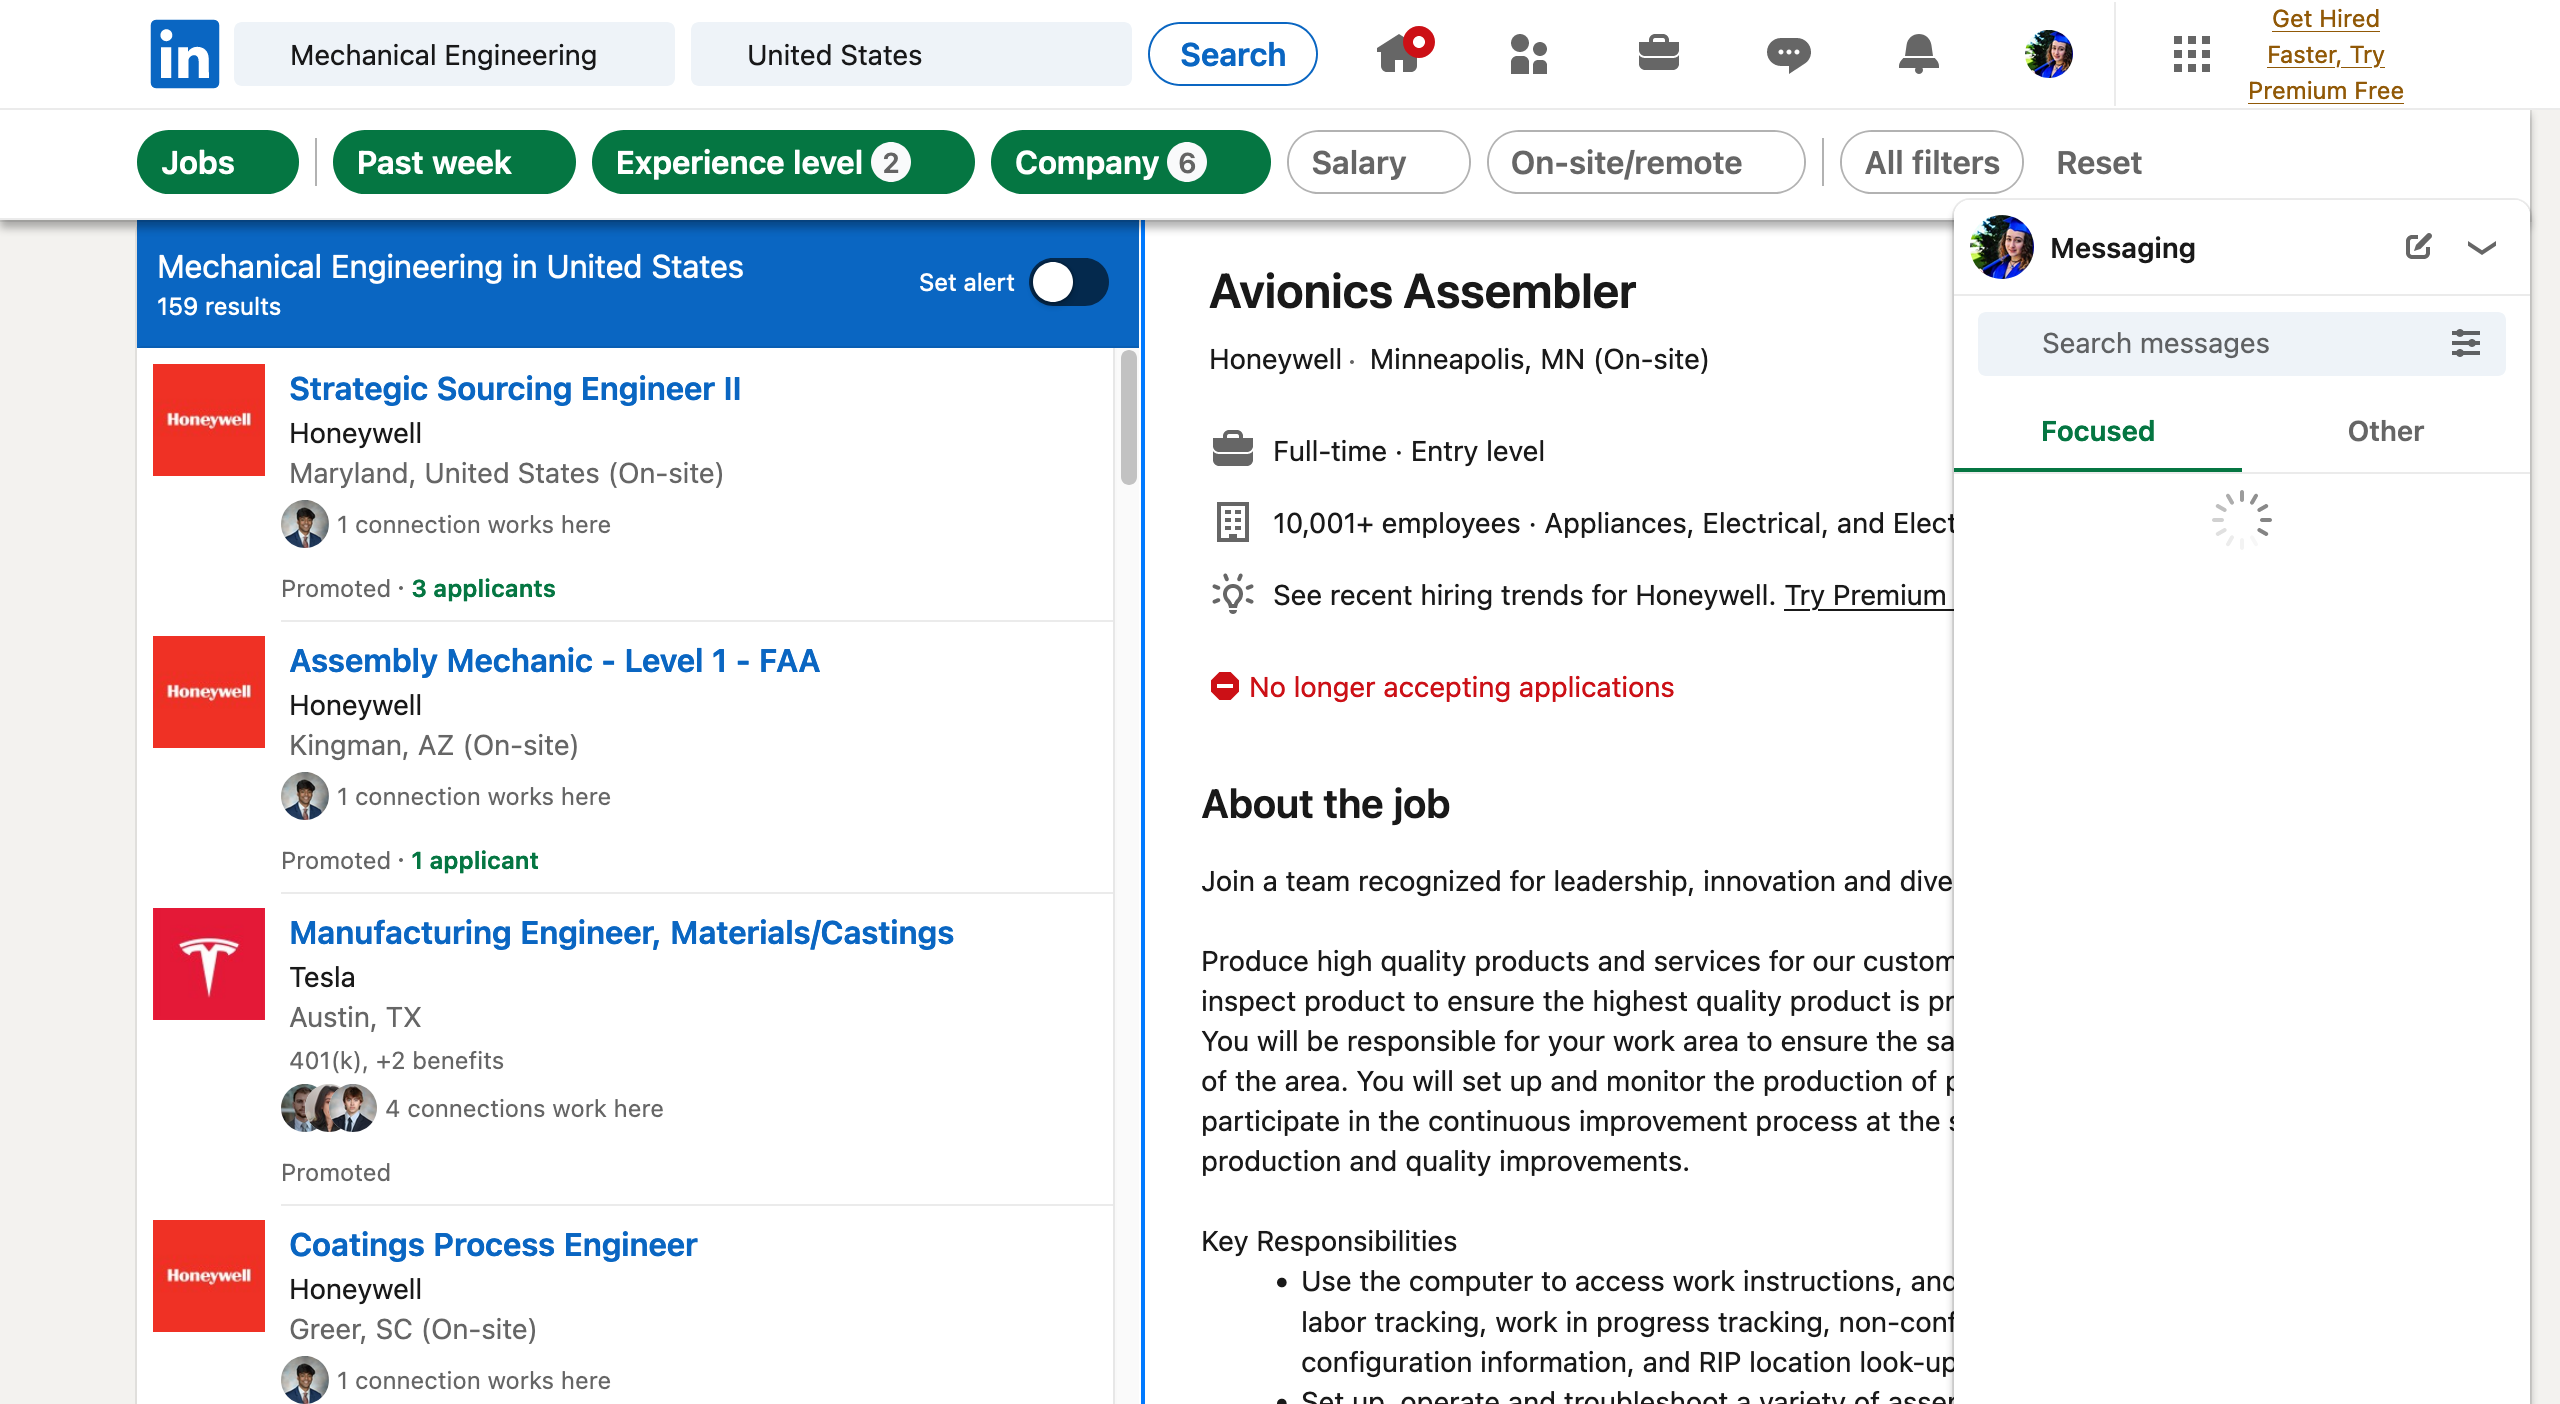 in
Mechanical Engineering
United States
Search
Get Hired
Faster, Try
Premium Free
Jobs
Past week
Experience level 2
Company 6
Salary
On-site/remote
All filters
Reset
Mechanical Engineering in United States
159 results
Set alert
Honeywell
Strategic Sourcing Engineer II
Honeywell
Maryland, United States (On-site)
1 connection works here
Promoted · 3 applicants
Honeywell
Assembly Mechanic - Level 1 - FAA
Honeywell
Kingman, AZ (On-site)
1 connection works here
Promoted · 1 applicant
Manufacturing Engineer, Materials/Castings
Tesla
Austin, TX
401(k), +2 benefits
4 connections work here
Promoted
Honeywell
Coatings Process Engineer
Honeywell
Greer, SC (On-site)
1 connection works here
Avionics Assembler
Honeywell · Minneapolis, MN (On-site)
Full-time · Entry level
10,001+ employees · Appliances, Electrical, and Elect
See recent hiring trends for Honeywell. Try Premium
No longer accepting applications
About the job
Join a team recognized for leadership, innovation and dive
Produce high quality products and services for our custom
inspect product to ensure the highest quality product is pr
You will be responsible for your work area to ensure the sa
of the area. You will set up and monitor the production of p
participate in the continuous improvement process at the s
production and quality improvements.
Key Responsibilities
• Use the computer to access work instructions, and
labor tracking, work in progress tracking, non-conf
configuration information, and RIP location look-up
• Set up, operate and troubleshoot a variety of asser
Messaging
Search messages
Focused
Other